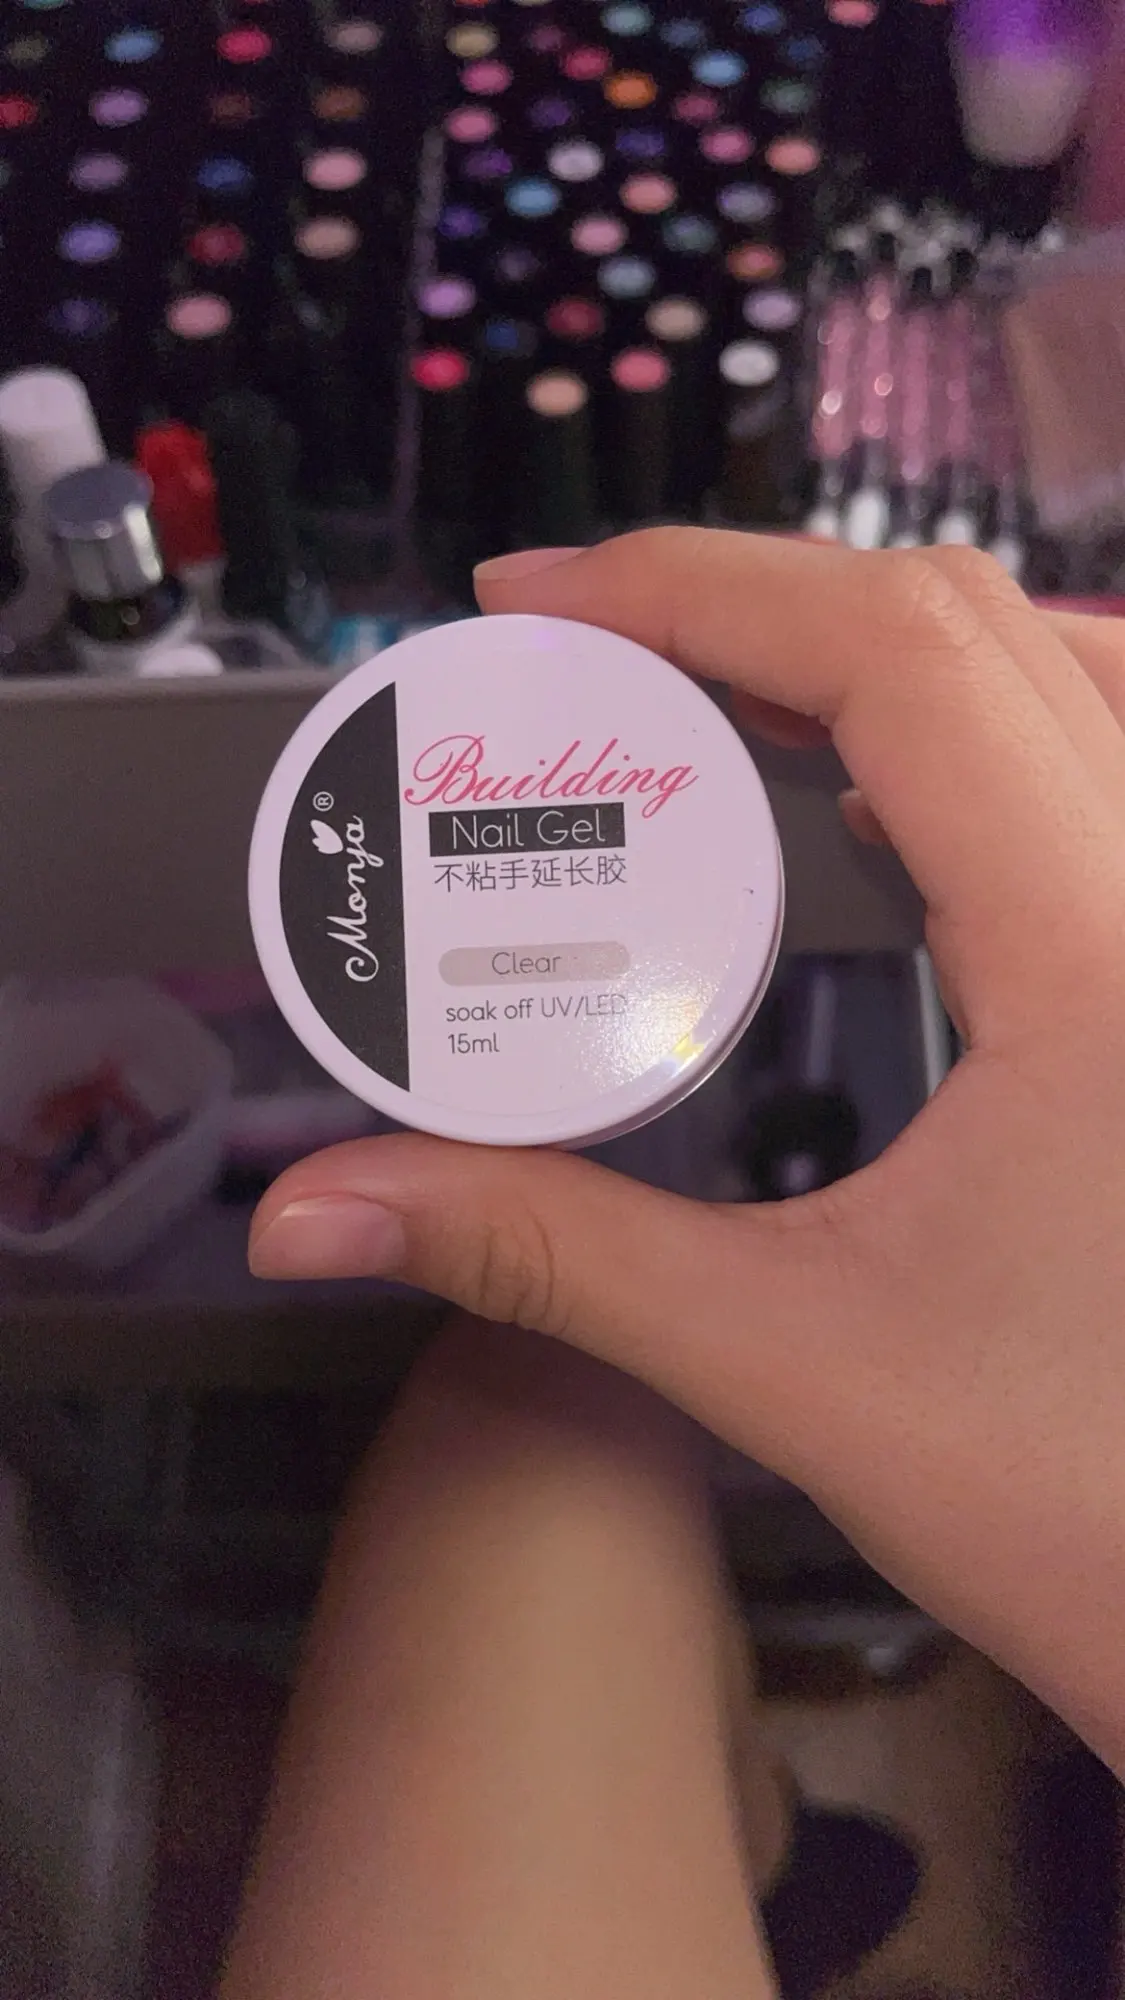 Monja®
Building
Nail Gel
不粘手延长胶
Clear
soak off UV/LED
15ml